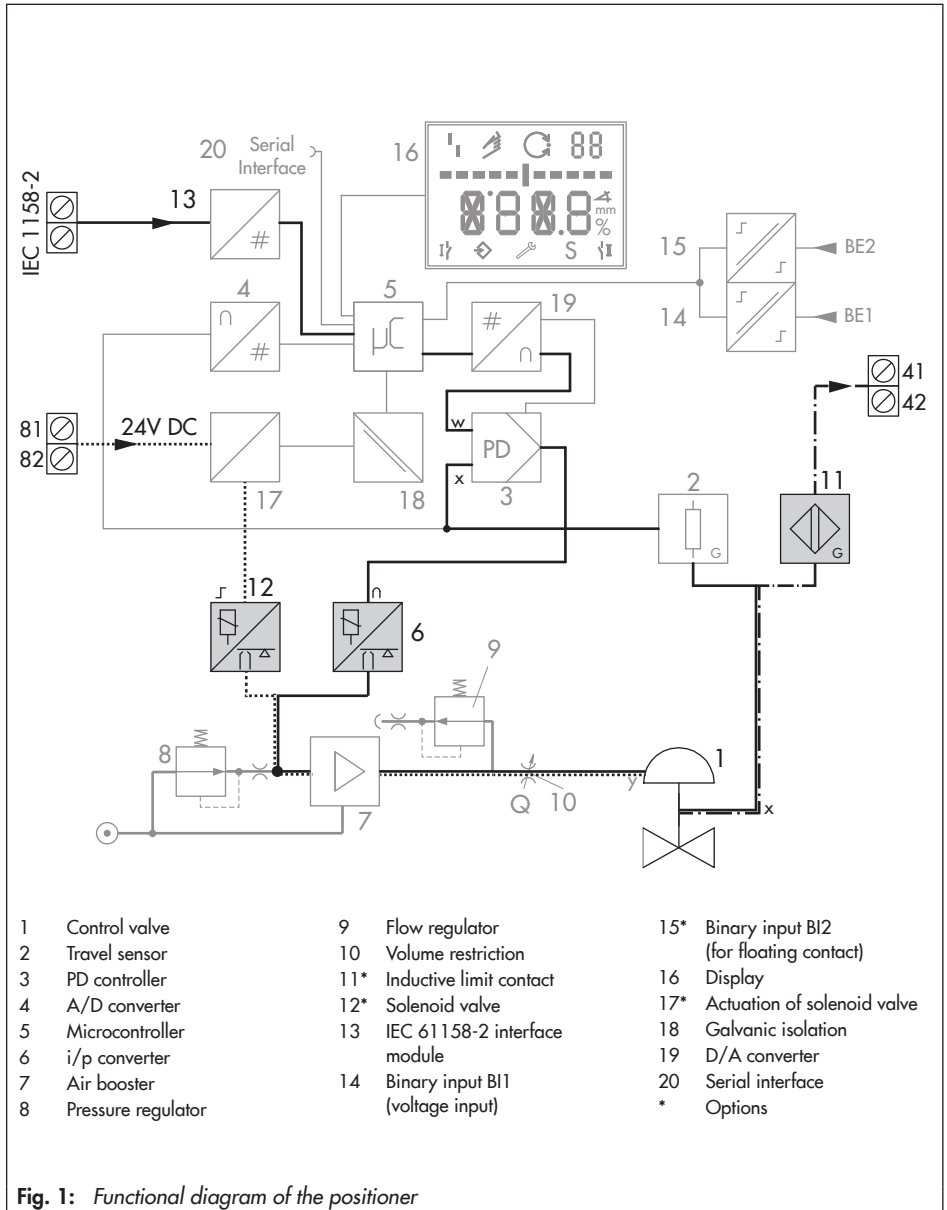 20 Serial
Interface
16
88
IEC 1158-2
13
#
8.8.8.8
mm
%
S
15
BE2
14
BE1
4
#
5
µC
#
19
41
42
81
82
24V DC
w
PD
x
3
17
18
2
G
11
G
12
6
9
8
7
Q
10
y
1
x
1 Control valve
2 Travel sensor
3 PD controller
4 A/D converter
5 Microcontroller
6 i/p converter
7 Air booster
8 Pressure regulator
9 Flow regulator
10 Volume restriction
11* Inductive limit contact
12* Solenoid valve
13 IEC 61158-2 interface
module
14 Binary input BI1
(voltage input)
15* Binary input BI2
(for floating contact)
16 Display
17* Actuation of solenoid valve
18 Galvanic isolation
19 D/A converter
20 Serial interface
* Options
Fig. 1: Functional diagram of the positioner